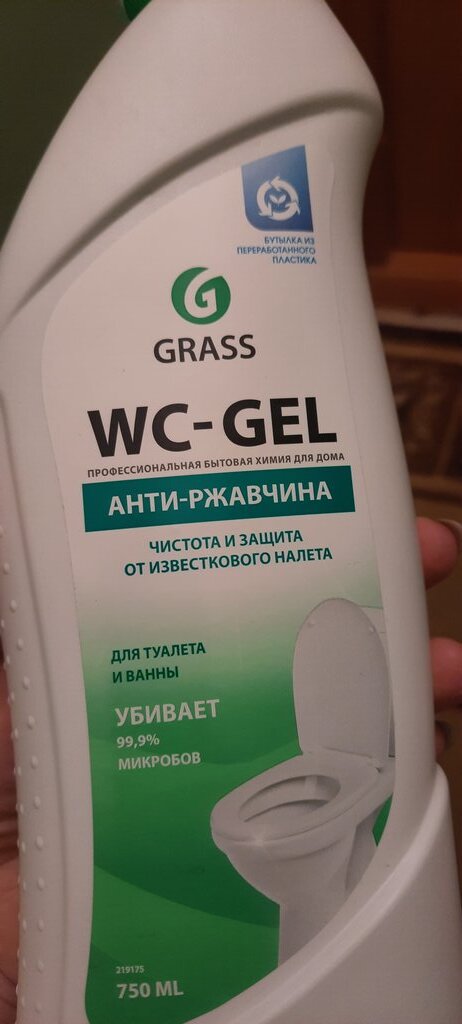 БУТЫЛКА ИЗ
ПЕРЕРАБОТАННОГО
ПЛАСТИКА
GRASS
WC-GEL
ПРОФЕССИОНАЛЬНАЯ БЫТОВАЯ ХИМИЯ ДЛЯ ДОМА
АНТИ-РЖАВЧИНА
ЧИСТОТА И ЗАЩИТА
ОТ ИЗВЕСТКОВОГО НАЛЕТА
ДЛЯ ТУАЛЕТА
И ВАННЫ
УБИВАЕТ
99,9%
МИКРОБОВ
219175
750 ML